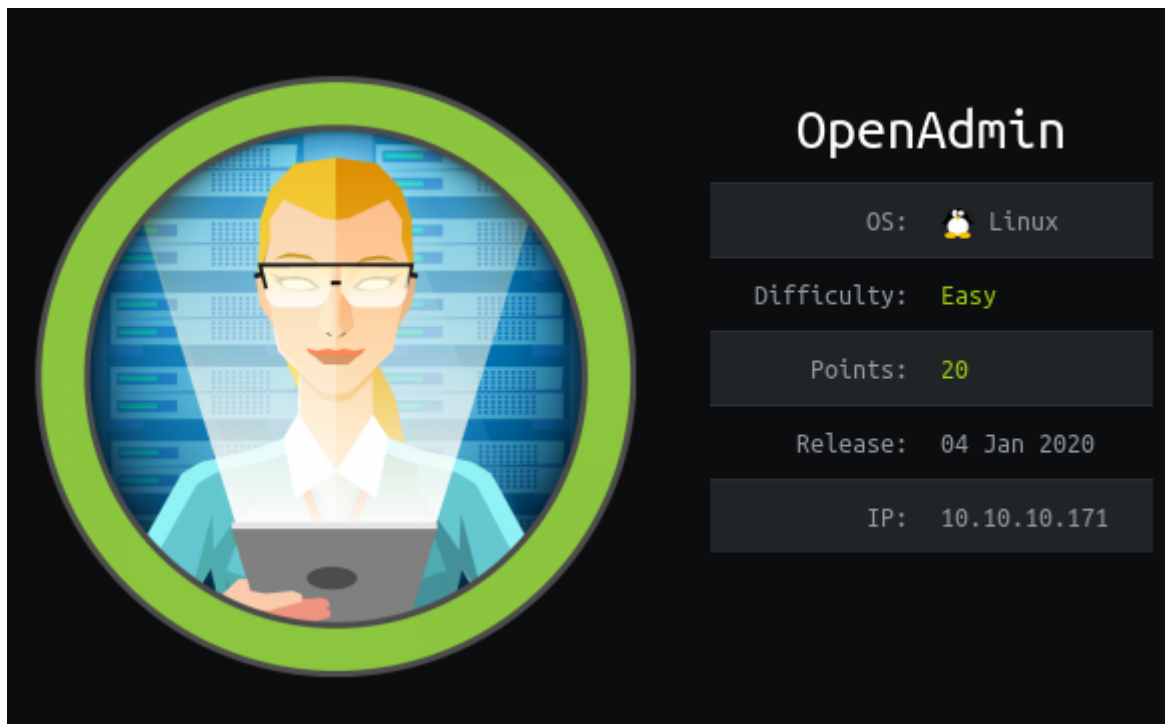 OpenAdmin
OS: Linux
Difficulty: Easy
Points: 20
Release: 04 Jan 2020
IP: 10.10.10.171